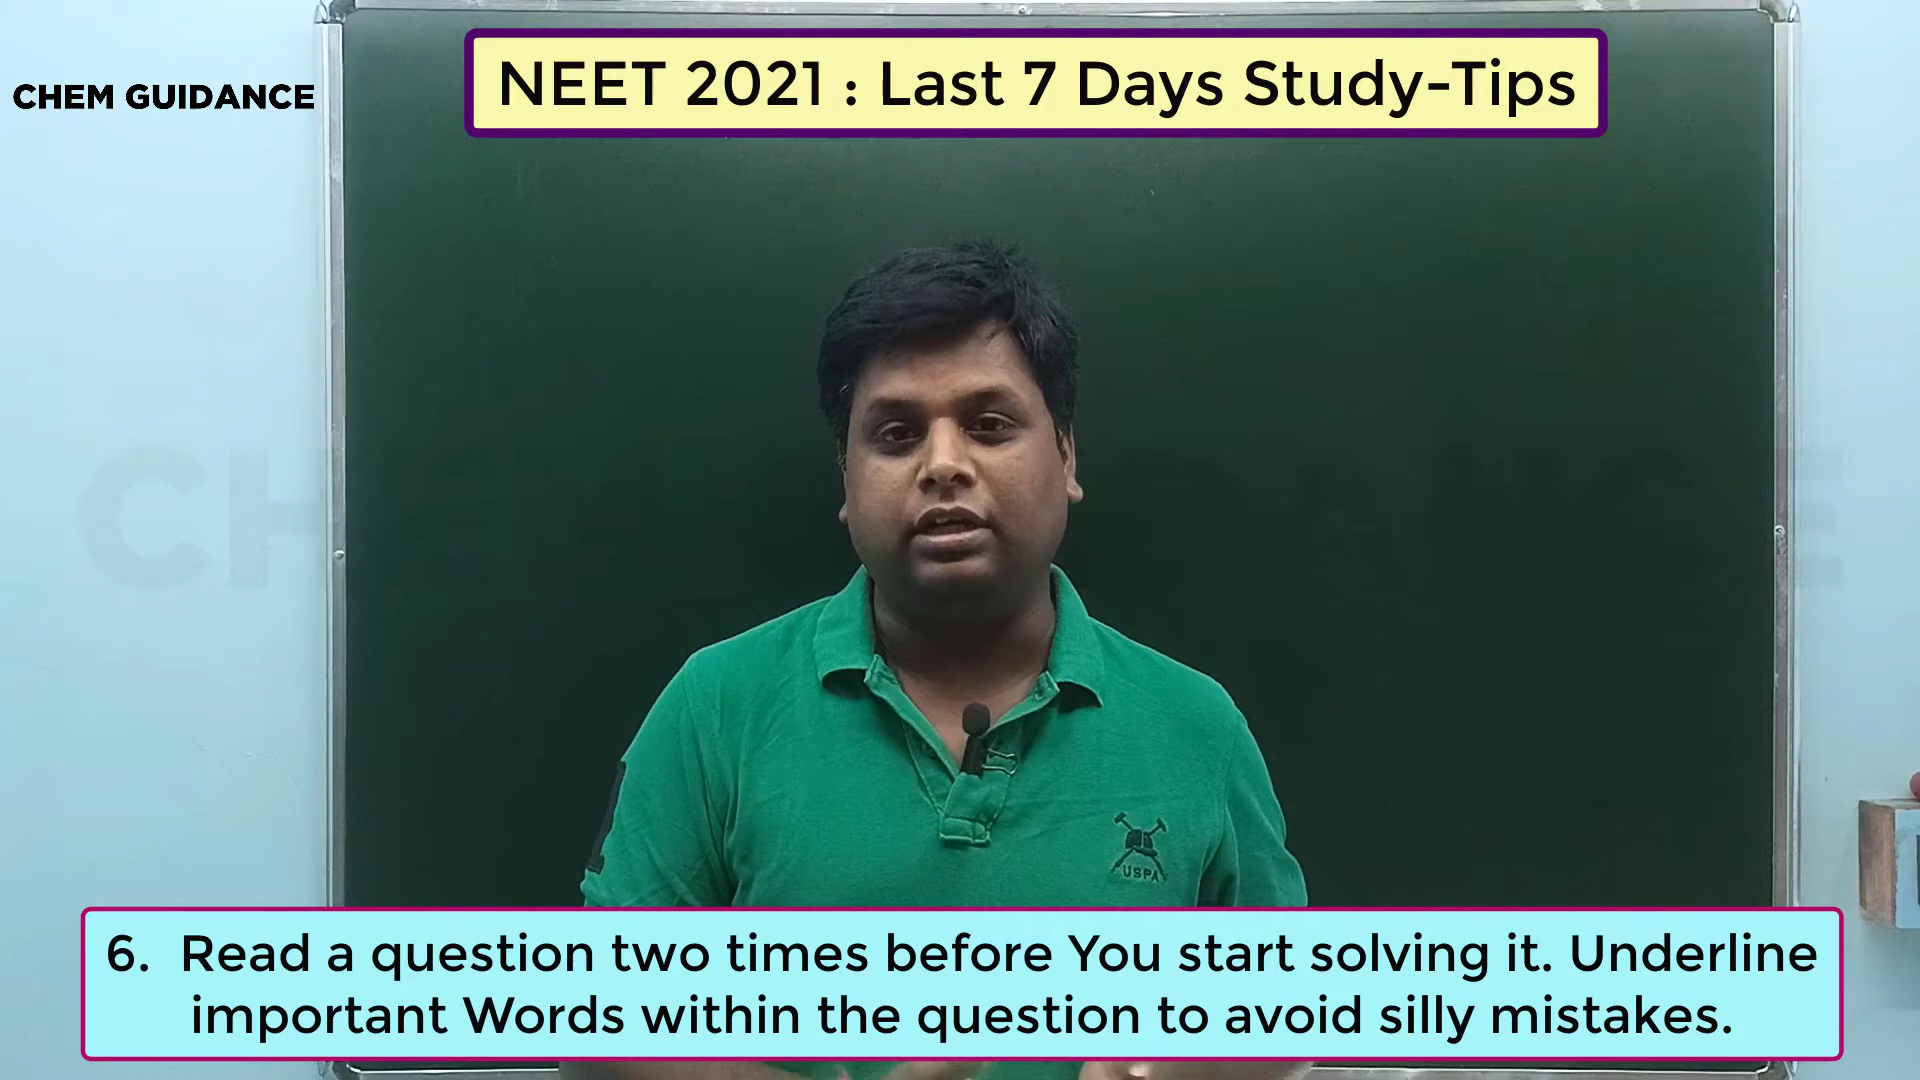 NEET 2021 : Last 7 Days Study-Tips
CHEM GUIDANCE
USPA
6. Read a question two times before You start solving it. Underline
important Words within the question to avoid silly mistakes.